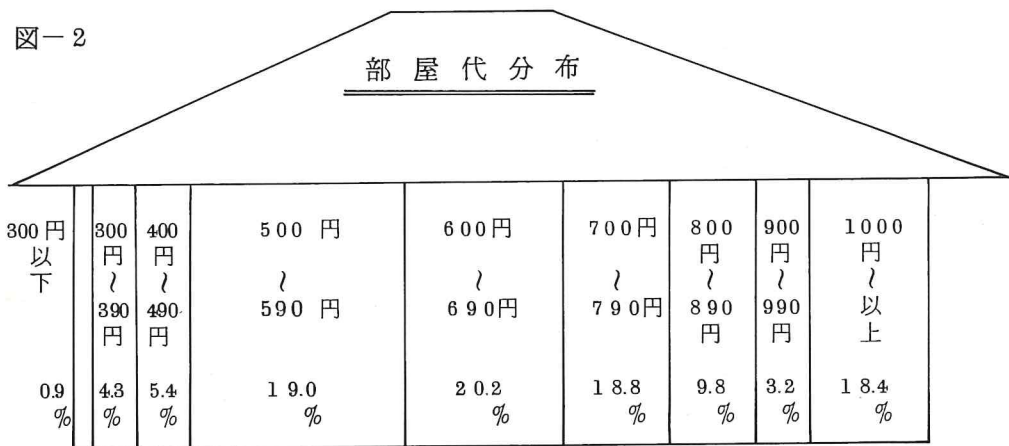 図-2
部屋代分布
300円以下
0.9%
300円~390円
4.3%
400円~490円
5.4%
500円~590円
19.0%
600円~690円
20.2%
700円~790円
18.8%
800円~890円
9.8%
900円~990円
3.2%
1000円~以上
18.4%